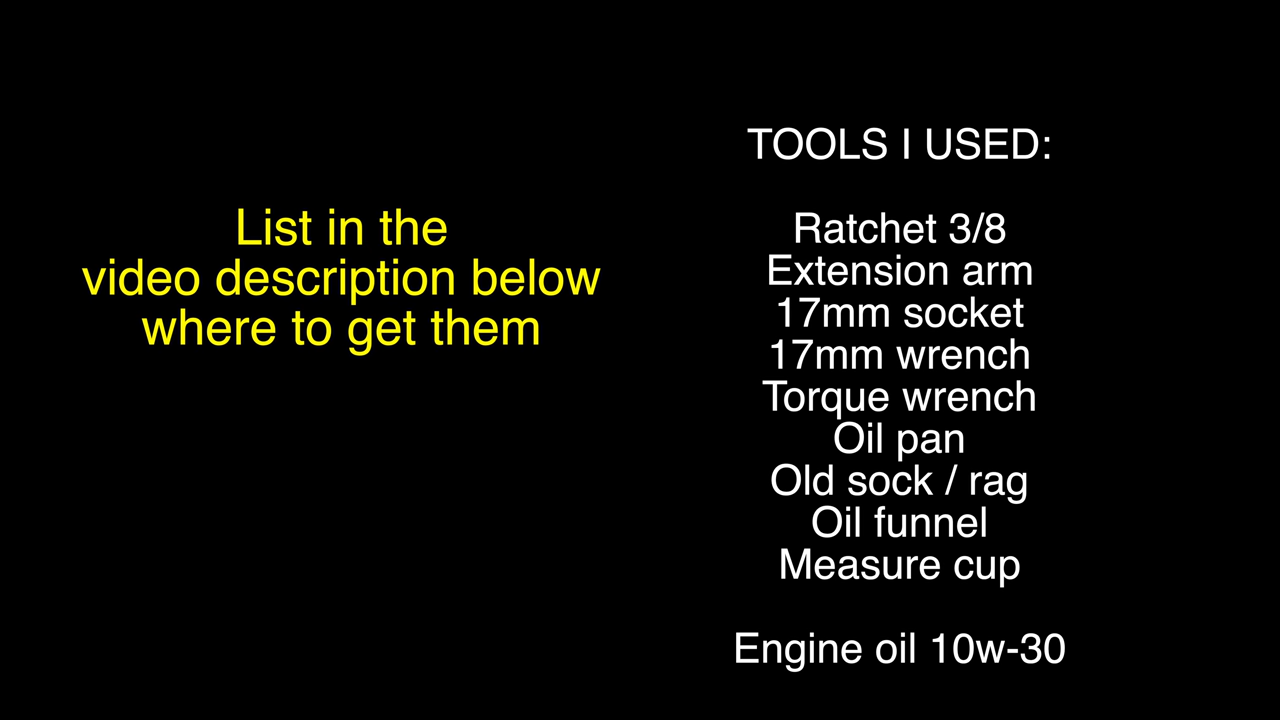 List in the
video description below
where to get them
TOOLS I USED:
Ratchet 3/8
Extension arm
17mm socket
17mm wrench
Torque wrench
Oil pan
Old sock / rag
Oil funnel
Measure cup
Engine oil 10w-30